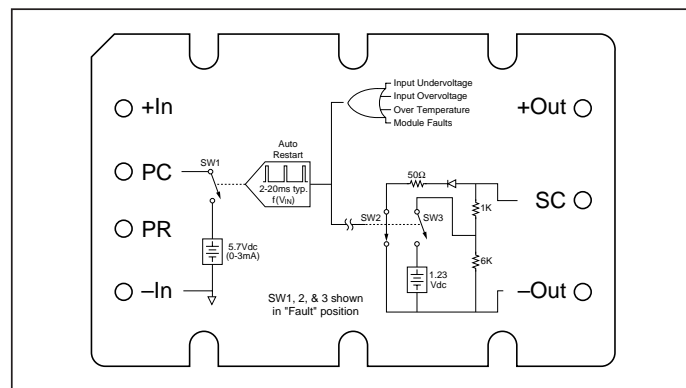 Input Undervoltage
Input Overvoltage
Over Temperature
Module Faults
+In
+Out
Auto
Restart
PC
SW1
2-20ms typ.
f(VIN)
50Ω
SC
1K
SW2
SW3
PR
5.7Vdc
(0-3mA)
6K
1.23
Vdc
–In
–Out
SW1, 2, & 3 shown
in "Fault" position